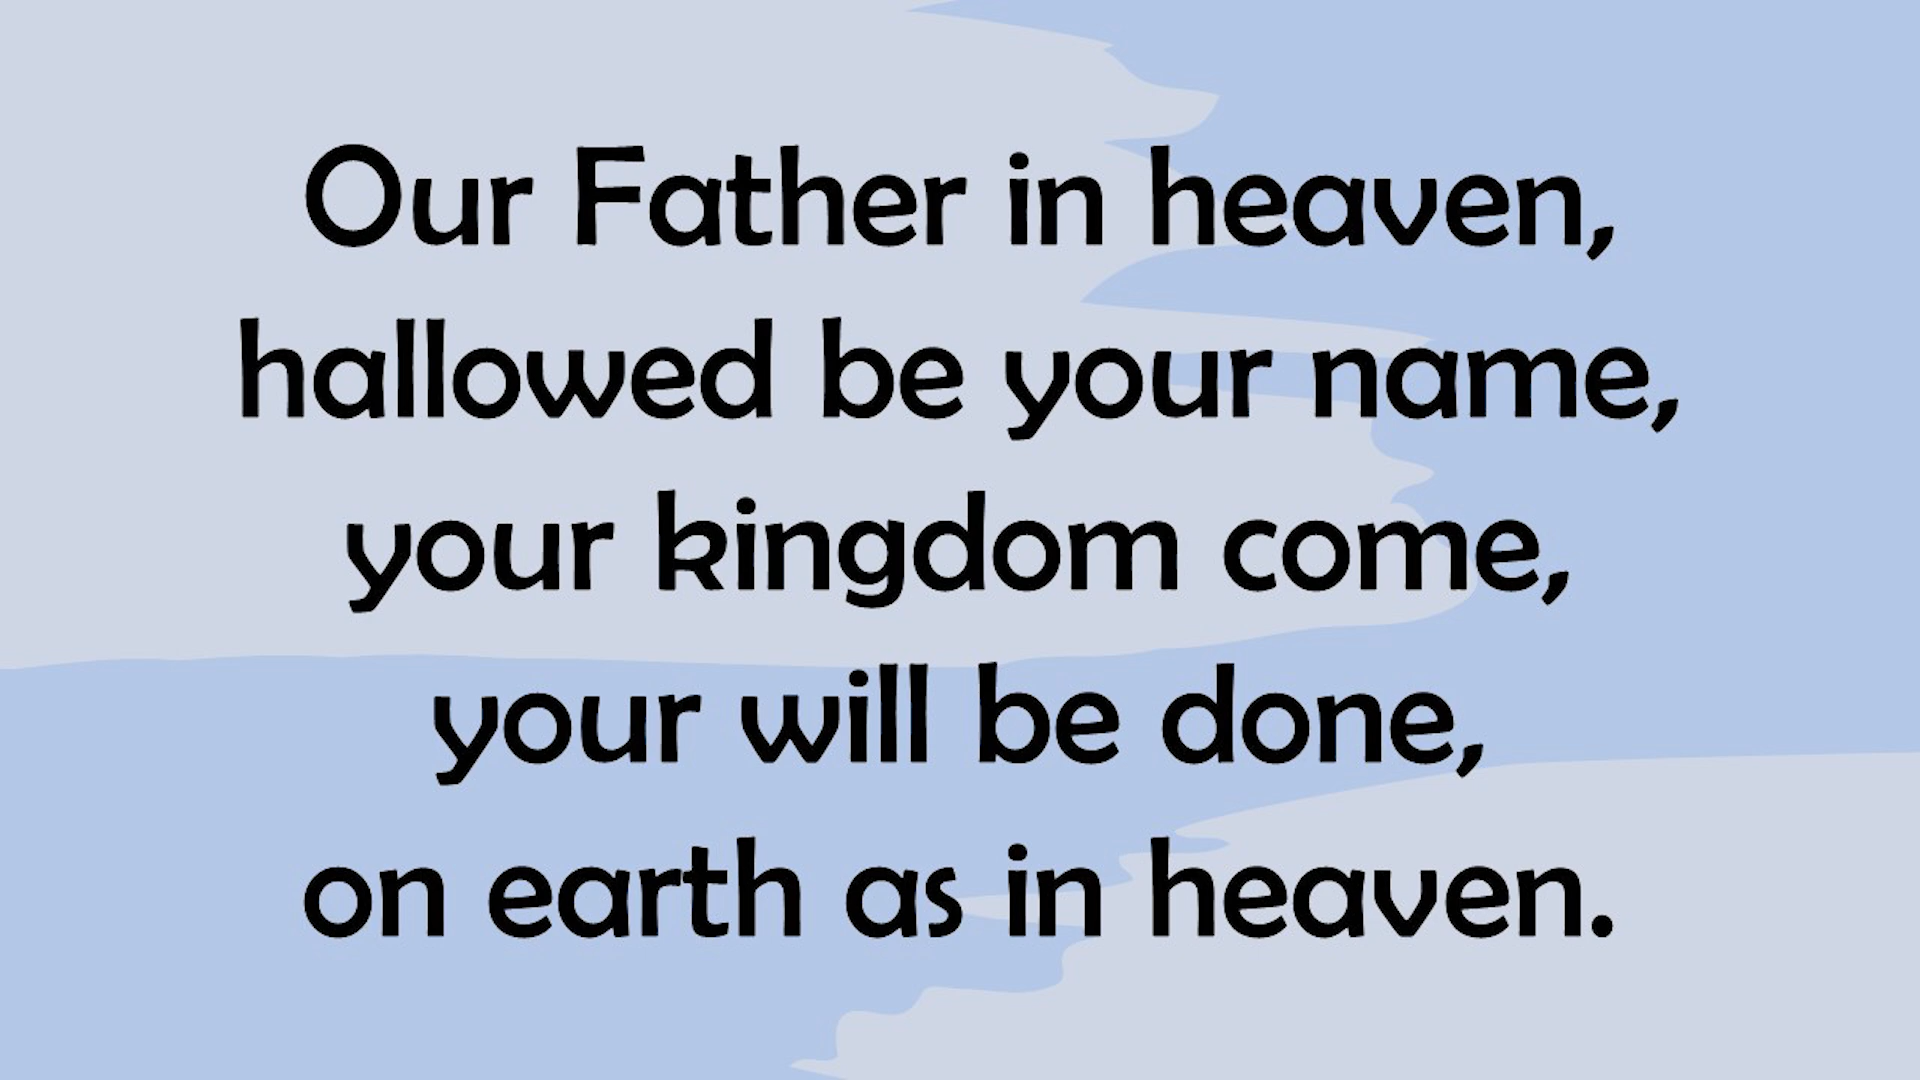 Our Father in heaven,
hallowed be your name,
your kingdom come,
your will be done,
on earth as in heaven.